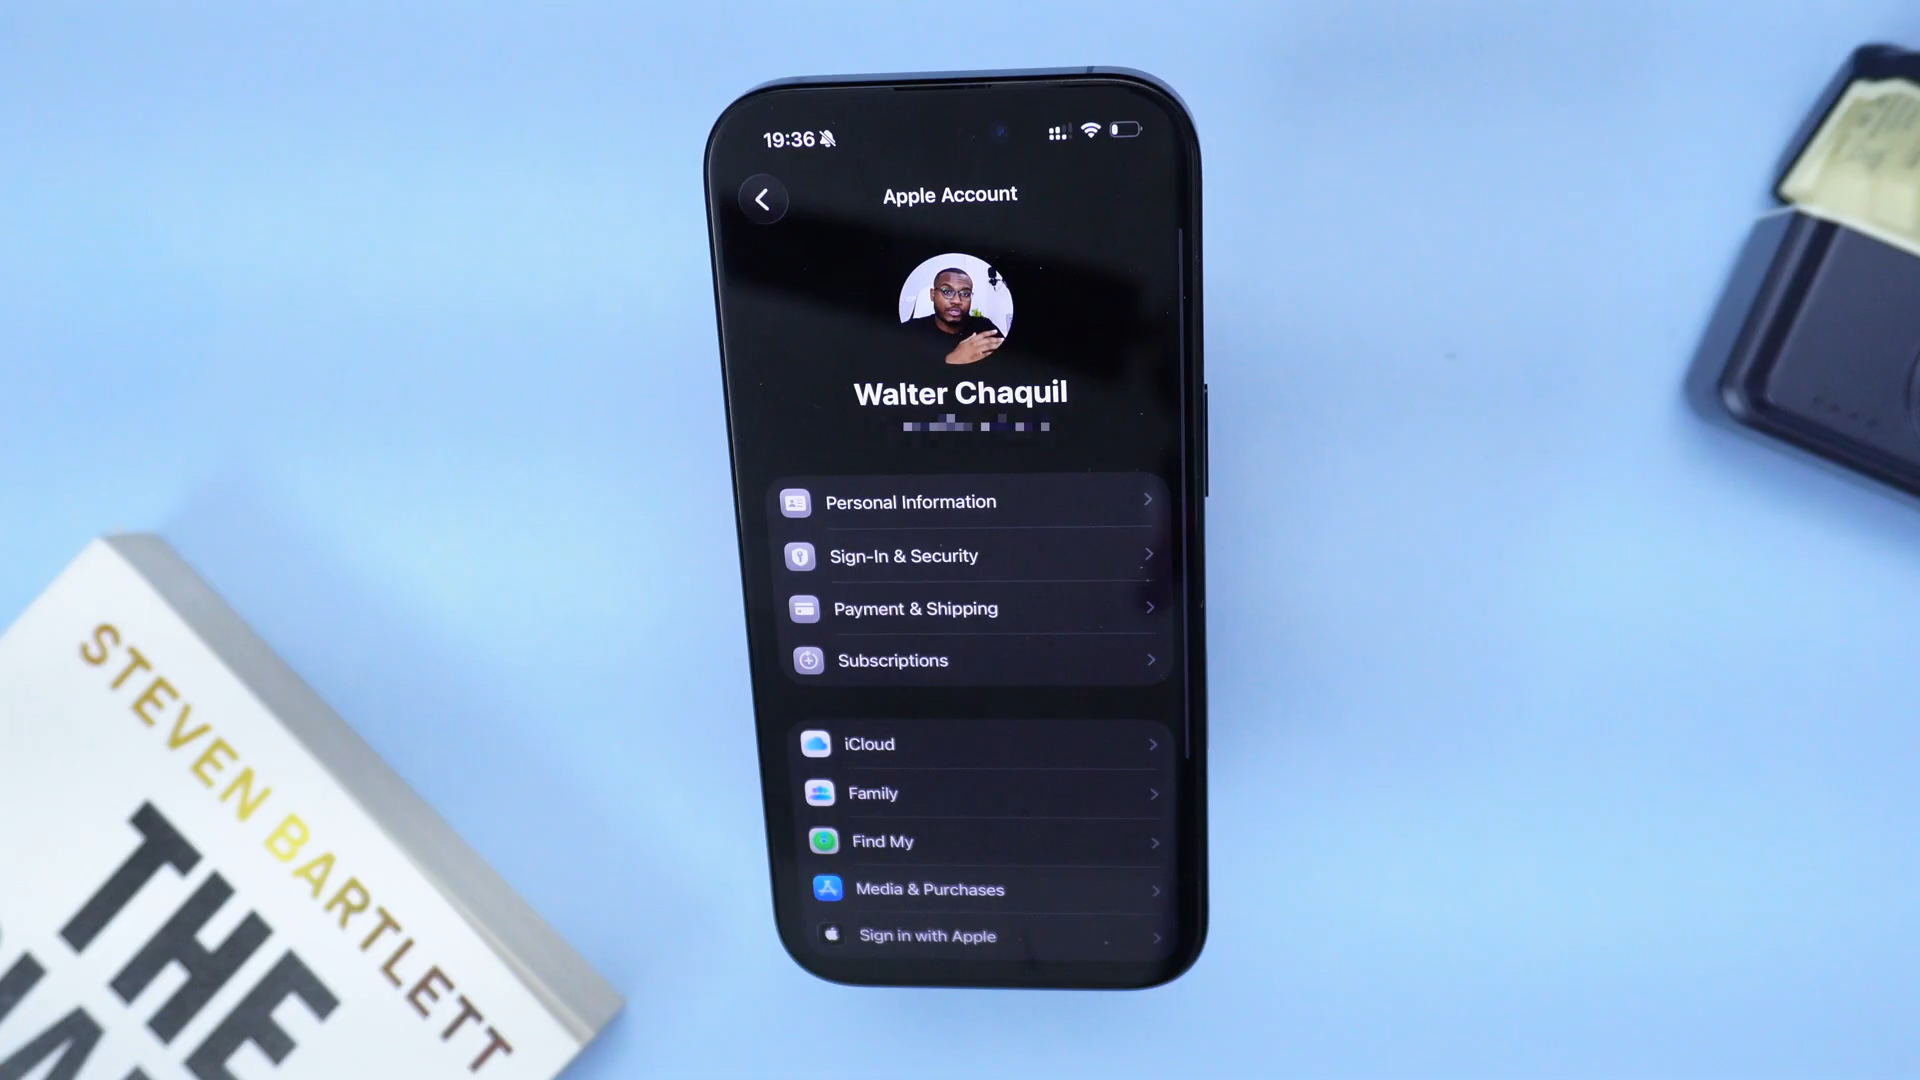 19:36
Apple Account
Walter Chaquil
Personal Information
Sign-In & Security
Payment & Shipping
Subscriptions
iCloud
Family
Find My
Media & Purchases
Sign in with Apple
STEVEN BARTLETT
THE